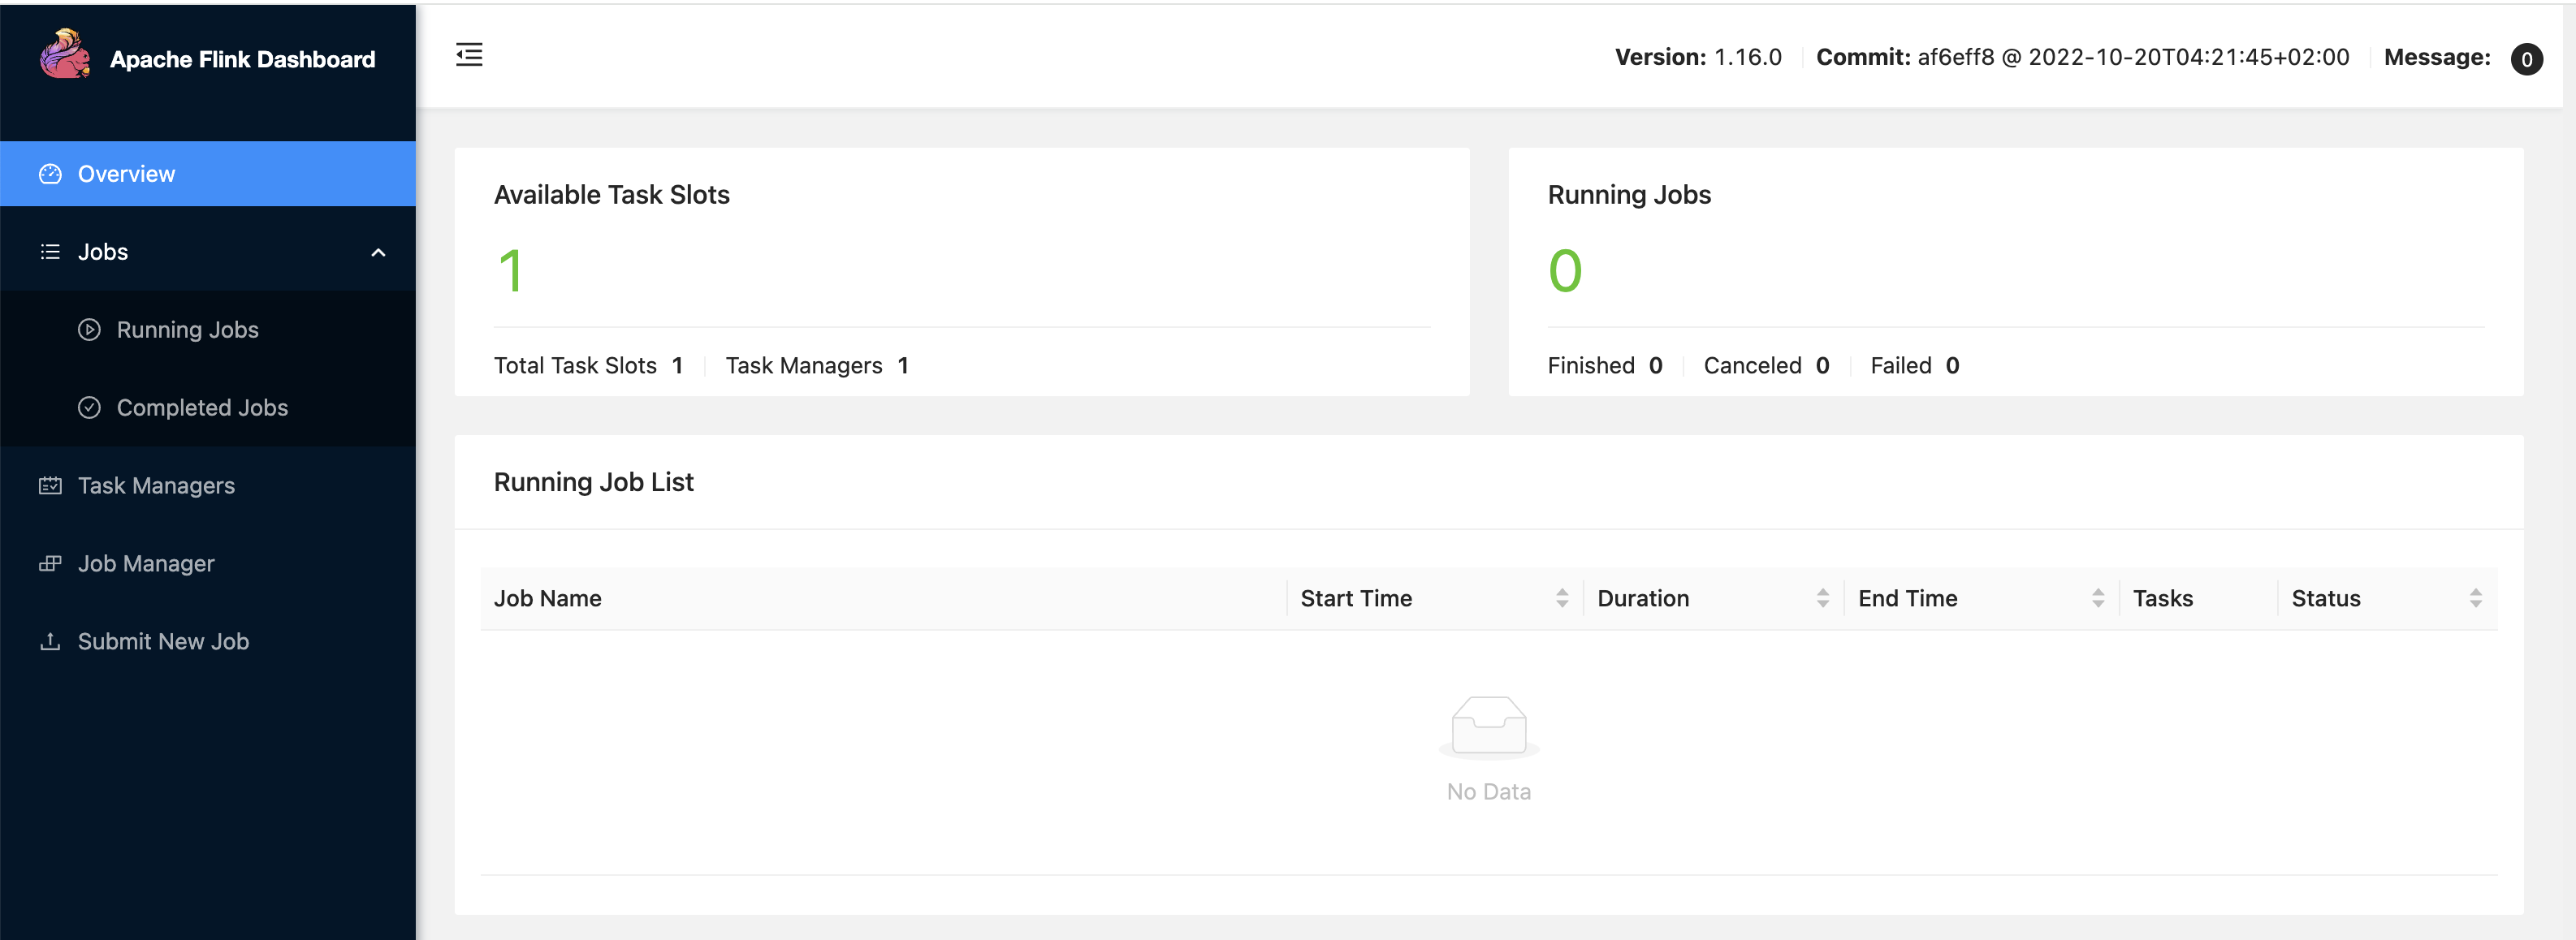 Apache Flink Dashboard
Version: 1.16.0 Commit: af6eff8 @ 2022-10-20T04:21:45+02:00 Message: 0
Overview
Jobs
Running Jobs
Completed Jobs
Task Managers
Job Manager
Submit New Job
Available Task Slots
1
Total Task Slots 1 Task Managers 1
Running Jobs
0
Finished 0 Canceled 0 Failed 0
Running Job List
Job Name Start Time Duration End Time Tasks Status
No Data